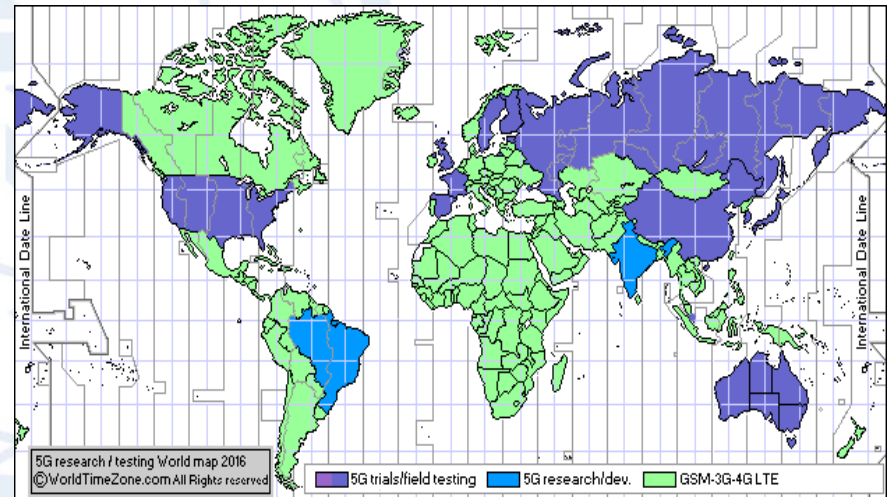 International Date Line
International Date Line
5G research / testing World map 2016
©WorldTimeZone.com All Rights reserved
5G trials/field testing 5G research/dev. GSM-3G-4G LTE